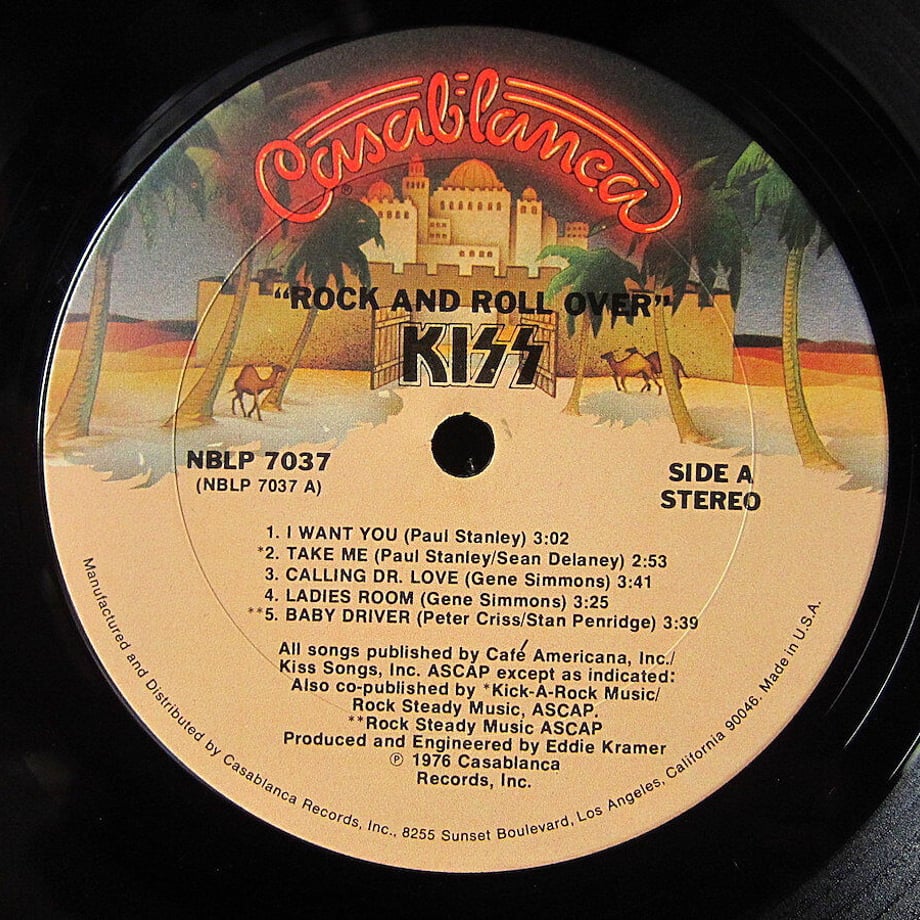 Casablanca
®
"ROCK AND ROLL OVER"
KISS
NBLP 7037
(NBLP 7037 A)
SIDE A
STEREO
1. I WANT YOU (Paul Stanley) 3:02
*2. TAKE ME (Paul Stanley/Sean Delaney) 2:53
3. CALLING DR. LOVE (Gene Simmons) 3:41
4. LADIES ROOM (Gene Simmons) 3:25
**5. BABY DRIVER (Peter Criss/Stan Penridge) 3:39
All songs published by Café Americana, Inc./
Kiss Songs, Inc. ASCAP except as indicated:
Also co-published by *Kick-A-Rock Music/
Rock Steady Music, ASCAP.
**Rock Steady Music ASCAP
Produced and Engineered by Eddie Kramer
℗ 1976 Casablanca
Records, Inc.
Manufactured and Distributed by Casablanca Records, Inc., 8255 Sunset Boulevard, Los Angeles, California 90046. Made in U.S.A.